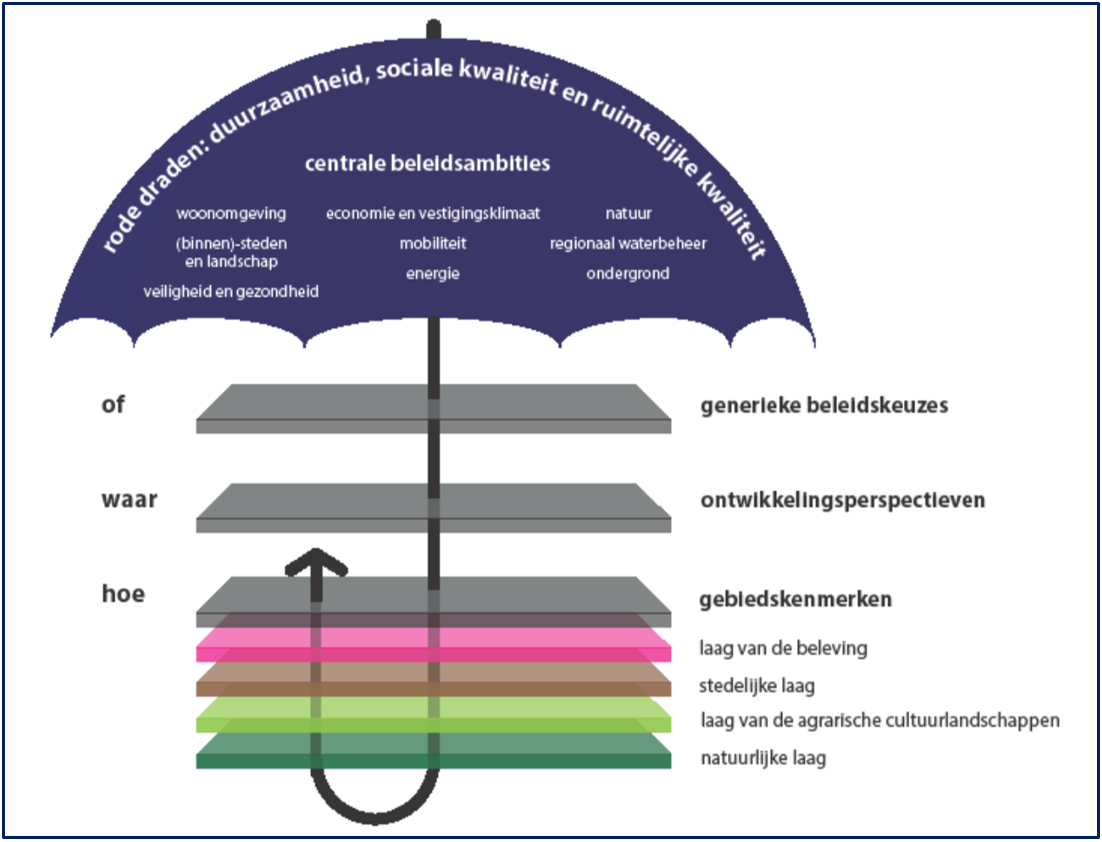 rode draden: duurzaamheid, sociale kwaliteit en ruimtelijke kwaliteit
centrale beleidsambities
woonomgeving
(binnen)-steden
en landschap
veiligheid en gezondheid
economie en vestigingsklimaat
mobiliteit
energie
natuur
regionaal waterbeheer
ondergrond
of
generieke beleidskeuzes
waar
ontwikkelingsperspectieven
hoe
gebiedskenmerken
laag van de beleving
stedelijke laag
laag van de agrarische cultuurlandschappen
natuurlijke laag